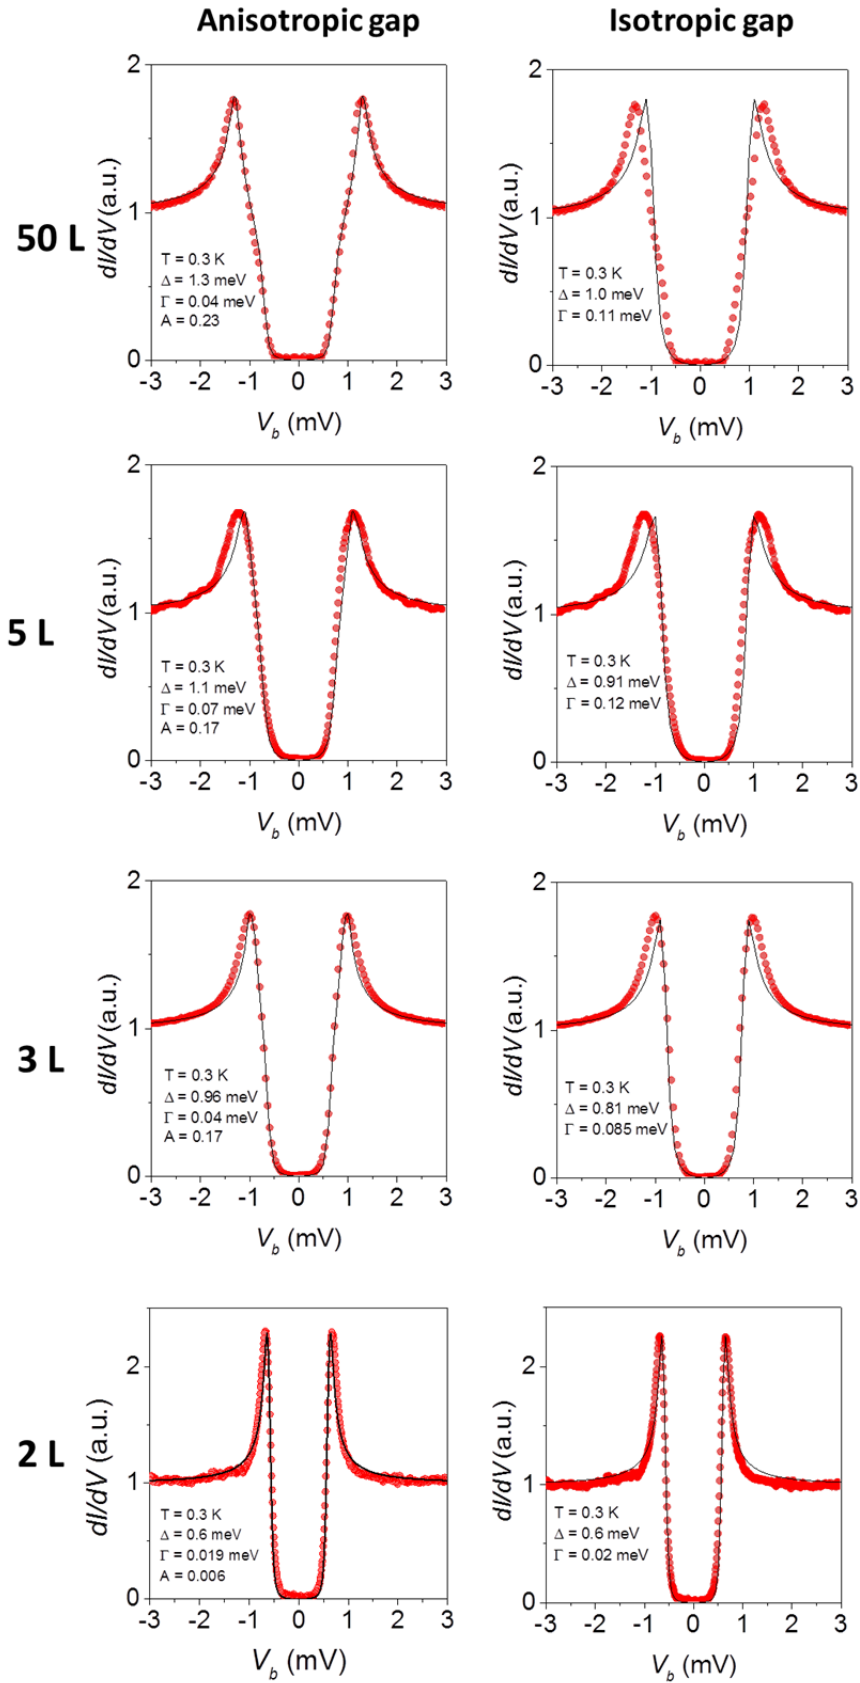 Anisotropic gap
Isotropic gap
50 L
2
1
0
dI/dV (a.u.)
T = 0.3 K
Δ = 1.3 meV
Γ = 0.04 meV
A = 0.23
-3 -2 -1 0 1 2 3
V_b (mV)
2
1
0
dI/dV (a.u.)
T = 0.3 K
Δ = 1.0 meV
Γ = 0.11 meV
-3 -2 -1 0 1 2 3
V_b (mV)
5 L
2
1
0
dI/dV (a.u.)
T = 0.3 K
Δ = 1.1 meV
Γ = 0.07 meV
A = 0.17
-3 -2 -1 0 1 2 3
V_b (mV)
2
1
0
dI/dV (a.u.)
T = 0.3 K
Δ = 0.91 meV
Γ = 0.12 meV
-3 -2 -1 0 1 2 3
V_b (mV)
3 L
2
1
0
dI/dV (a.u.)
T = 0.3 K
Δ = 0.96 meV
Γ = 0.04 meV
A = 0.17
-3 -2 -1 0 1 2 3
V_b (mV)
2
1
0
dI/dV (a.u.)
T = 0.3 K
Δ = 0.81 meV
Γ = 0.085 meV
-3 -2 -1 0 1 2 3
V_b (mV)
2 L
2
1
0
dI/dV (a.u.)
T = 0.3 K
Δ = 0.6 meV
Γ = 0.019 meV
A = 0.006
-3 -2 -1 0 1 2 3
V_b (mV)
2
1
0
dI/dV (a.u.)
T = 0.3 K
Δ = 0.6 meV
Γ = 0.02 meV
-3 -2 -1 0 1 2 3
V_b (mV)